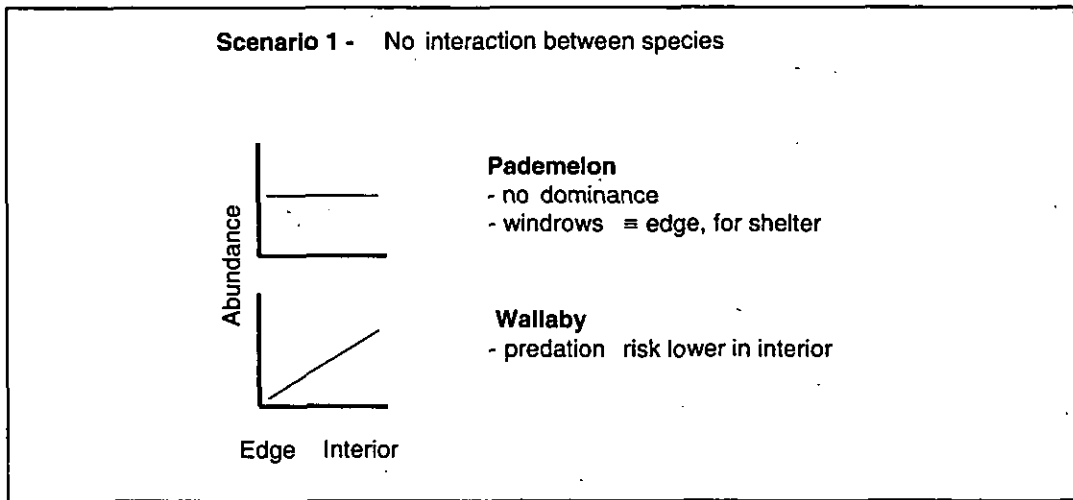 Scenario 1 - No interaction between species
Pademelon
- no dominance
- windrows ≡ edge, for shelter
Abundance
Wallaby
- predation risk lower in interior
Edge Interior